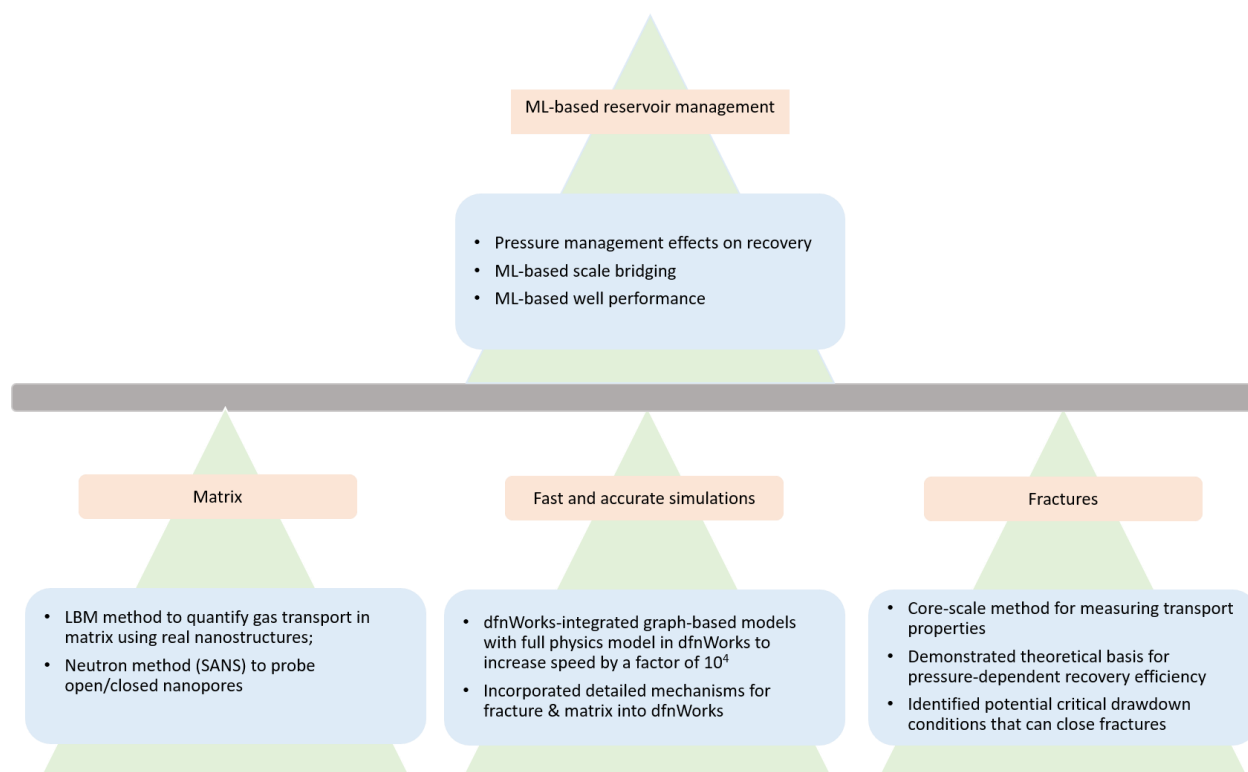 ML-based reservoir management
• Pressure management effects on recovery
• ML-based scale bridging
• ML-based well performance
Matrix
• LBM method to quantify gas transport in
matrix using real nanostructures;
• Neutron method (SANS) to probe
open/closed nanopores
Fast and accurate simulations
• dfnWorks-integrated graph-based models
with full physics model in dfnWorks to
increase speed by a factor of 10⁴
• Incorporated detailed mechanisms for
fracture & matrix into dfnWorks
Fractures
• Core-scale method for measuring transport
properties
• Demonstrated theoretical basis for
pressure-dependent recovery efficiency
• Identified potential critical drawdown
conditions that can close fractures